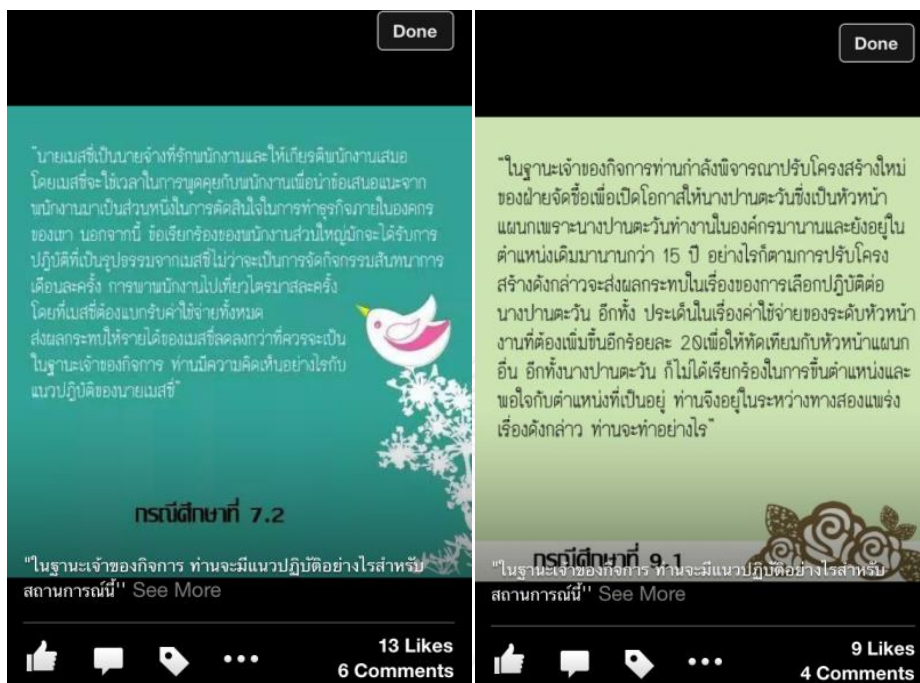 Done
"นายเมสซี่เป็นนายจ้างที่รักพนักงานและให้เกียรติพนักงานเสมอ
โดยเมสซี่จะใช้เวลาในการพูดคุยกับพนักงานเพื่อนำข้อเสนอแนะจาก
พนักงานมาเป็นส่วนหนึ่งในการตัดสินใจในการทำธุรกิจภายในองคกร
ของเขา นอกจากนี้ ข้อเรียกร้องของพนักงานส่วนใหญ่มักจะได้รับการ
ปฎิบัติที่เป็นรูปธรรมจากเมสซี่ไม่ว่าจะเป็นการจัดกิจกรรมสันทนาการ
เดือนละครั้ง การพาพนักงานไปเที่ยวไตรมาสละครั้ง
โดยที่เมสซี่ต้องแบกรับค่าใช้จ่ายทั้งหมด
ส่งผลกระทบให้รายได้ของเมสซี่ลดลงกว่าที่ควรจะเป็น
ในฐานะเจ้าของกิจการ ท่านมีความคิดเห็นอย่างไรกับ
แนวปฎิบัติของนายเมสซี่"
กรณีศึกษาที่ 7.2
"ในฐานะเจ้าของกิจการ ท่านจะมีแนวปฏิบัติอย่างไรสำหรับ
สถานการณ์นี้'' See More
13 Likes
6 Comments
Done
"ในฐานะเจ้าของกิจการท่านกำลังพิจารณาปรับโครงสร้างใหม่
ของฝ่ายจัดซื้อเพื่อเปิดโอกาสให้นางปานตะวันซึ่งเป็นหัวหน้า
แผนกเพราะนางปานตะวันทำงานในองค์กรมานานและยังอยู่ใน
ตำแหน่งเดิมมานานกว่า 15 ปี อย่างไรก็ตามการปรับโครง
สร้างดังกล่าวจะส่งผลกระทบในเรื่องของการเลือกปฎิบัติต่อ
นางปานตะวัน อีกทั้ง ประเด็นในเรื่องค่าใช้จ่ายของระดับหัวหน้า
งานที่ต้องเพิ่มขึ้นอีกร้อยละ 20เพื่อให้ทัดเทียมกับหัวหน้าแผนก
อื่น อีกทั้งนางปานตะวัน ก็ไม่ได้เรียกร้องในการขึ้นตำแหน่งและ
พอใจกับตำแหน่งที่เป็นอยู่ ท่านจึงอยู่ในระหว่างทางสองแพร่ง
เรื่องดังกล่าว ท่านจะทำอย่างไร"
กรณีศึกษาที่ 9.1
"ในฐานะเจ้าของกิจการ ท่านจะมีแนวปฏิบัติอย่างไรสำหรับ
สถานการณ์นี้'' See More
9 Likes
4 Comments